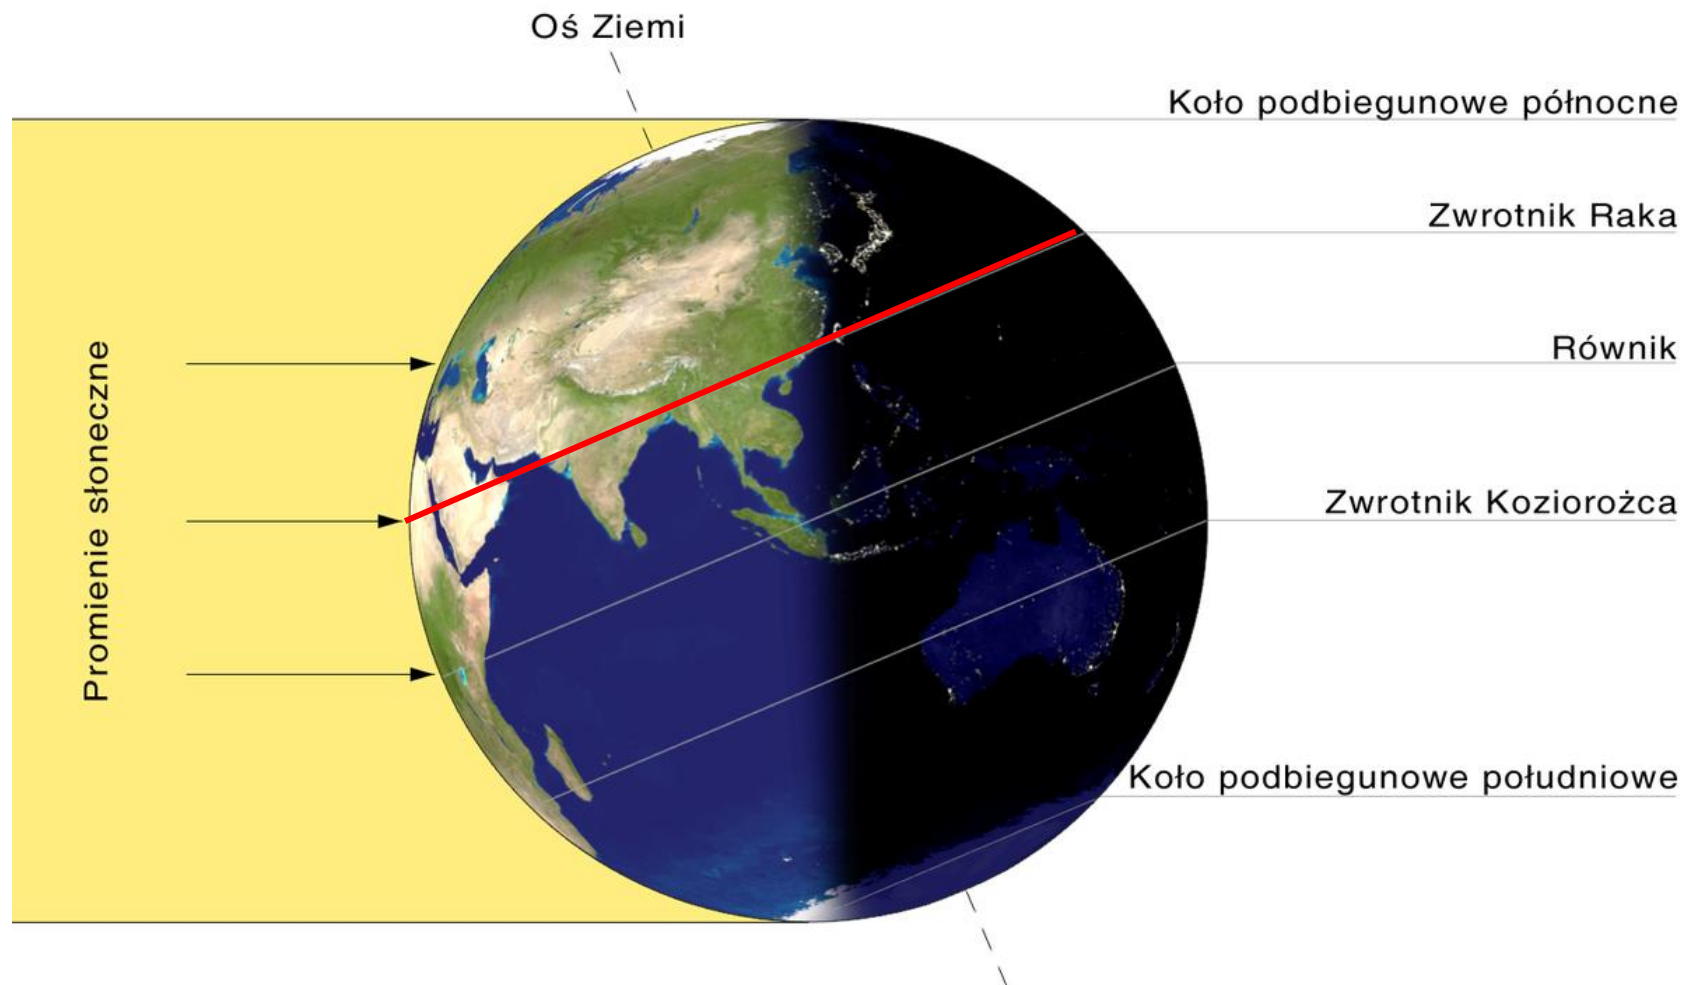 Oś Ziemi
Koło podbiegunowe północne
Zwrotnik Raka
Równik
Promienie słoneczne
Zwrotnik Koziorożca
Koło podbiegunowe południowe